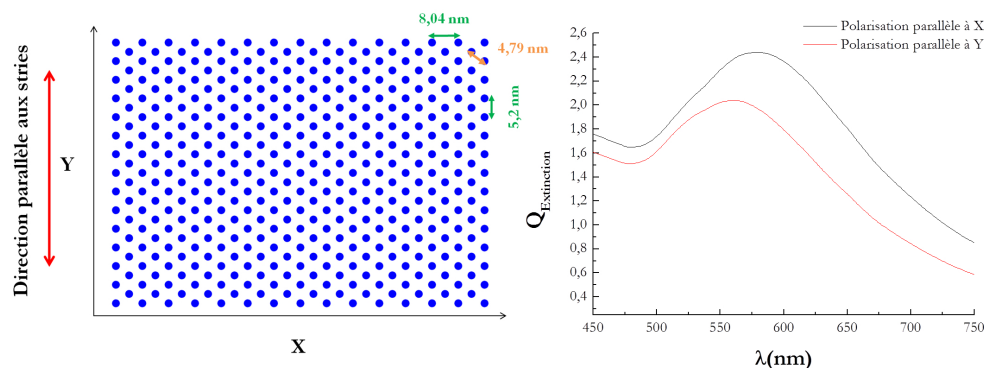 8,04 nm
4,79 nm
5,2 nm
Direction parallèle aux stries
Y
X
Polarisation parallèle à X
Polarisation parallèle à Y
2,6
2,4
2,2
2,0
1,8
1,6
1,4
1,2
1,0
0,8
0,6
0,4
Q Extinction
450
500
550
600
650
700
750
λ(nm)